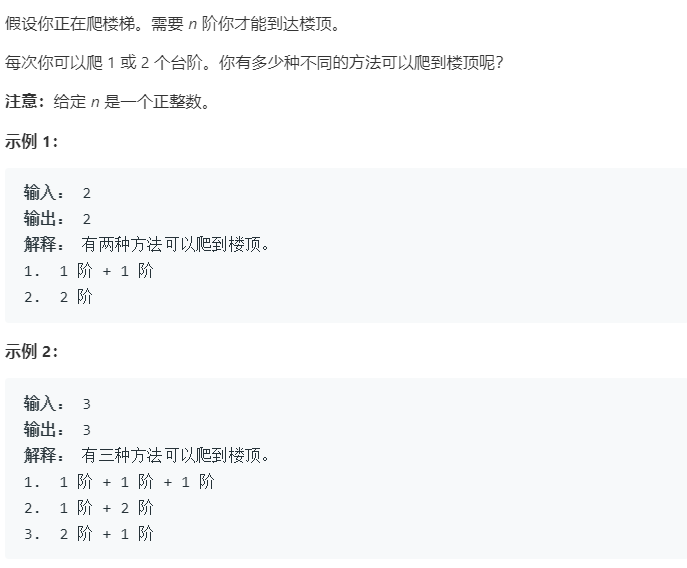 假设你正在爬楼梯。需要 n 阶你才能到达楼顶。
每次你可以爬 1 或 2 个台阶。你有多少种不同的方法可以爬到楼顶呢？
注意：给定 n 是一个正整数。
示例 1：
输入： 2
输出： 2
解释： 有两种方法可以爬到楼顶。
1. 1 阶 + 1 阶
2. 2 阶
示例 2：
输入： 3
输出： 3
解释： 有三种方法可以爬到楼顶。
1. 1 阶 + 1 阶 + 1 阶
2. 1 阶 + 2 阶
3. 2 阶 + 1 阶